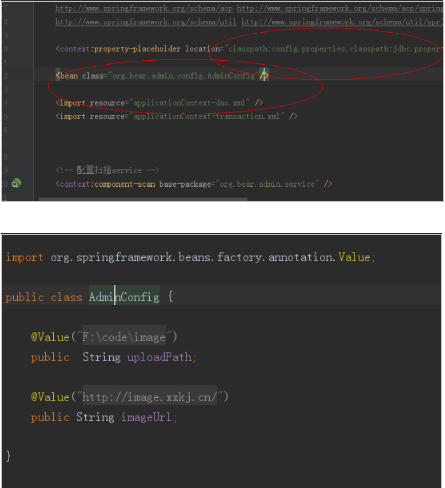 http://www.springframework.org/schema/aop http://www.springframework.org/schema/aop/spring
http://www.springframework.org/schema/util http://www.springframework.org/schema/util/spr
<context:property-placeholder location="classpath:config.properties,classpath:jdbc.proper
<bean class="org.bear.admin.config.AdminConfig"/>
<import resource="applicationContext-dao.xml" />
<import resource="applicationContext-transaction.xml" />
<!-- 配置扫描service -->
<context:component-scan base-package="org.bear.admin.service" />
import org.springframework.beans.factory.annotation.Value;
public class AdminConfig {
@Value("F:\code\image")
public String uploadPath;
@Value("http://image.xxkj.cn/")
public String imageUrl;
}